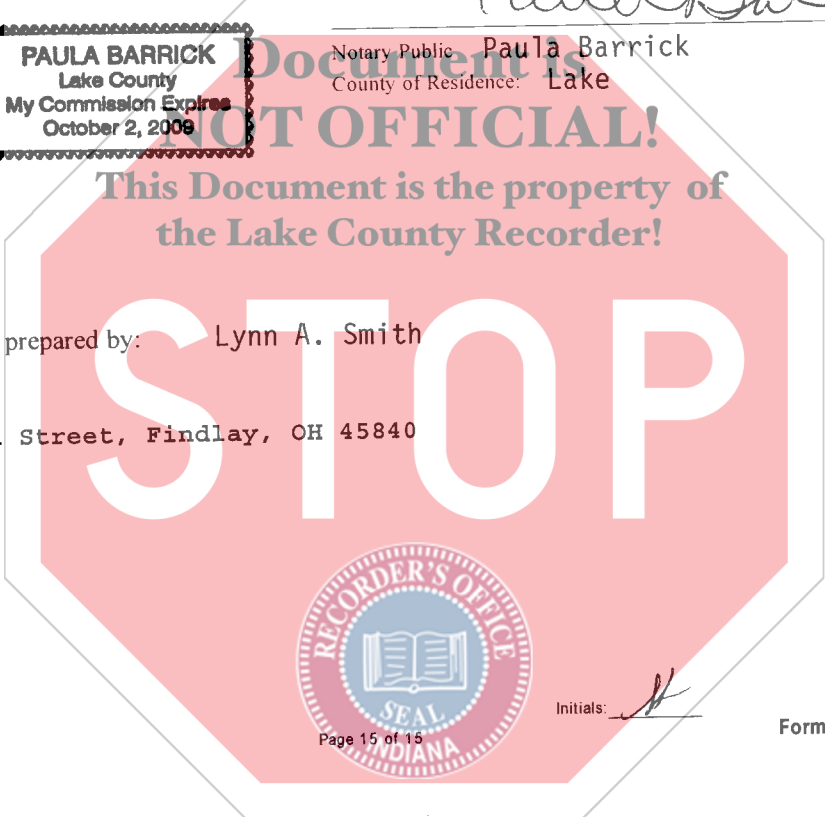 PAULA BARRICK
Lake County
My Commission Expires
October 2, 2009
Notary Public Paula Barrick
County of Residence: Lake
Document is
NOT OFFICIAL!
This Document is the property of
the Lake County Recorder!
prepared by: Lynn A. Smith
Street, Findlay, OH 45840
STOP
RECORDER'S OFFICE
SEAL
INDIANA
Initials:
Page 15 of 15
Form